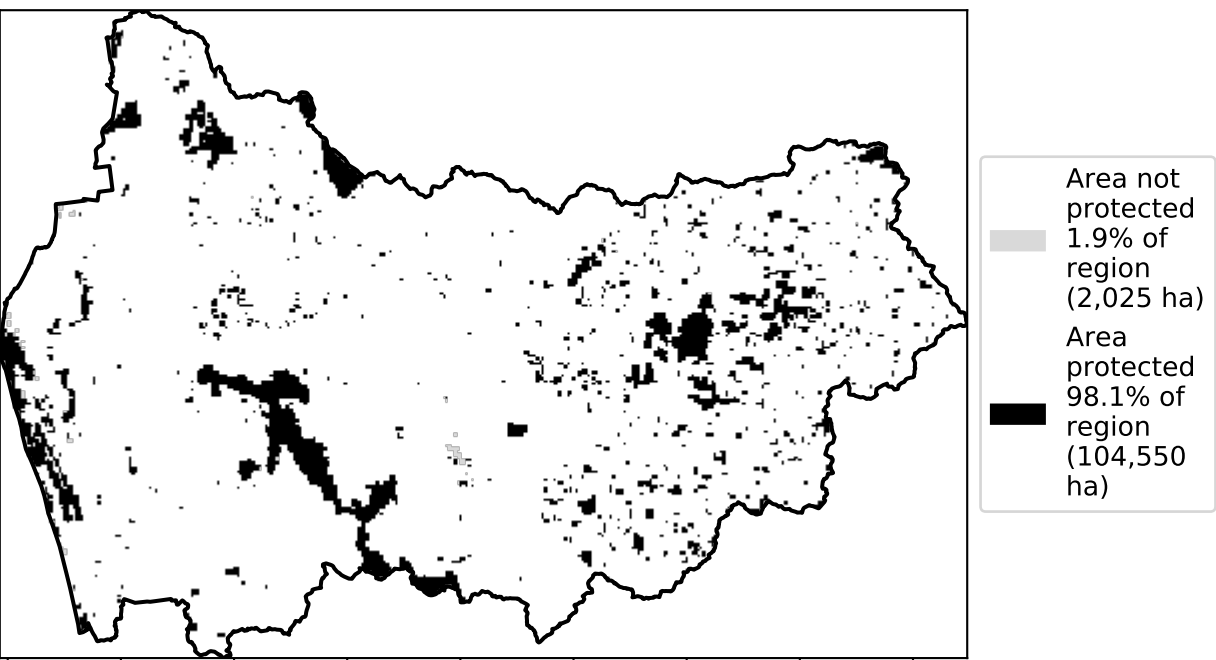 Area not
protected
1.9% of
region
(2,025 ha)
Area
protected
98.1% of
region
(104,550
ha)